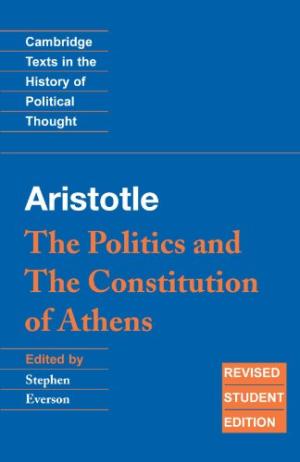 Cambridge
Texts in the
History of
Political
Thought
Aristotle
The Politics and
The Constitution
of Athens
Edited by
Stephen
Everson
REVISED
STUDENT
EDITION